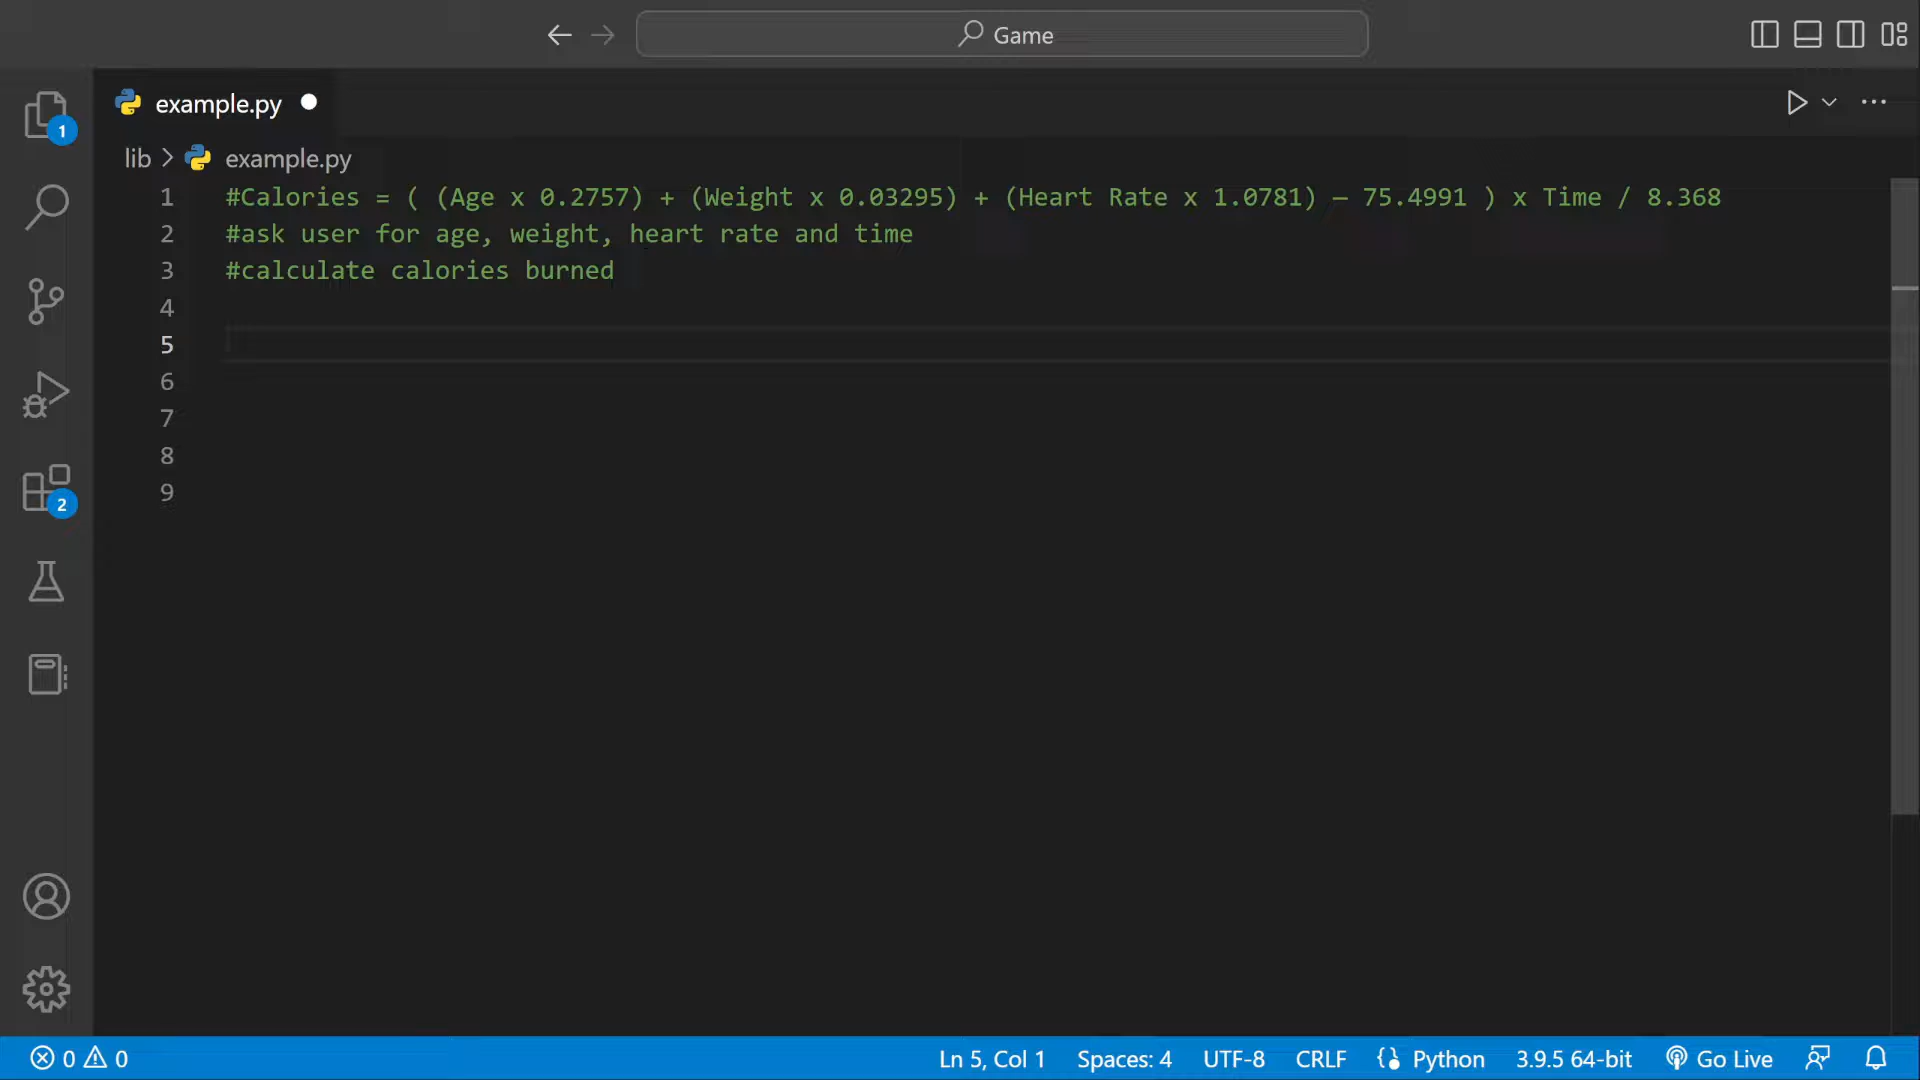 Game
example.py
1
lib > example.py
1 #Calories = ( (Age x 0.2757) + (Weight x 0.03295) + (Heart Rate x 1.0781) – 75.4991 ) x Time / 8.368
2 #ask user for age, weight, heart rate and time
3 #calculate calories burned
4
5
6
7
8
9
2
0 0 Ln 5, Col 1 Spaces: 4 UTF-8 CRLF Python 3.9.5 64-bit Go Live